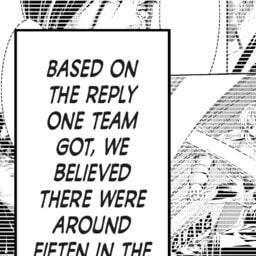 BASED ON
THE REPLY
ONE TEAM
GOT, WE
BELIEVED
THERE WERE
AROUND
FIFTEN IN THE